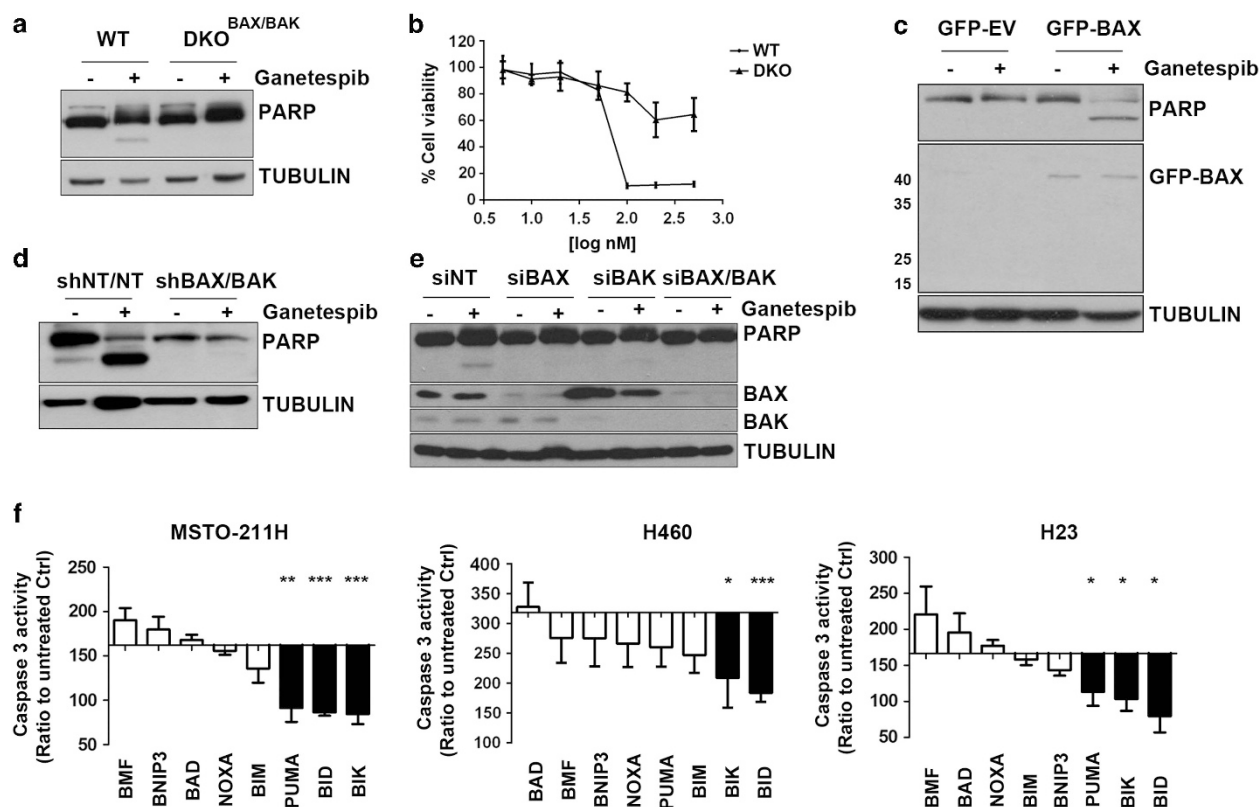 a
WT DKO BAX/BAK
- + - + Ganetespib
PARP
TUBULIN
b
120
100
80
60
40
20
0
% Cell viability
0.5 1.0 1.5 2.0 2.5 3.0
[log nM]
WT
DKO
c
GFP-EV GFP-BAX
- + - + Ganetespib
PARP
40
35
25
15
GFP-BAX
TUBULIN
d
shNT/NT shBAX/BAK
- + - + Ganetespib
PARP
TUBULIN
e
siNT siBAX siBAK siBAX/BAK
- + - + - + - + Ganetespib
PARP
BAX
BAK
TUBULIN
f
MSTO-211H
Caspase 3 activity
(Ratio to untreated Ctrl)
250
200
150
100
50
** *** ***
BMF BNIP3 BAD NOXA BIM PUMA BID BIK
H460
Caspase 3 activity
(Ratio to untreated Ctrl)
400
350
300
250
200
150
100
* ***
BAD BMF BNIP3 NOXA PUMA BIM BIK BID
H23
Caspase 3 activity
(Ratio to untreated Ctrl)
300
250
200
150
100
50
* * *
BMF BAD NOXA BIM BNIP3 PUMA BIK BID